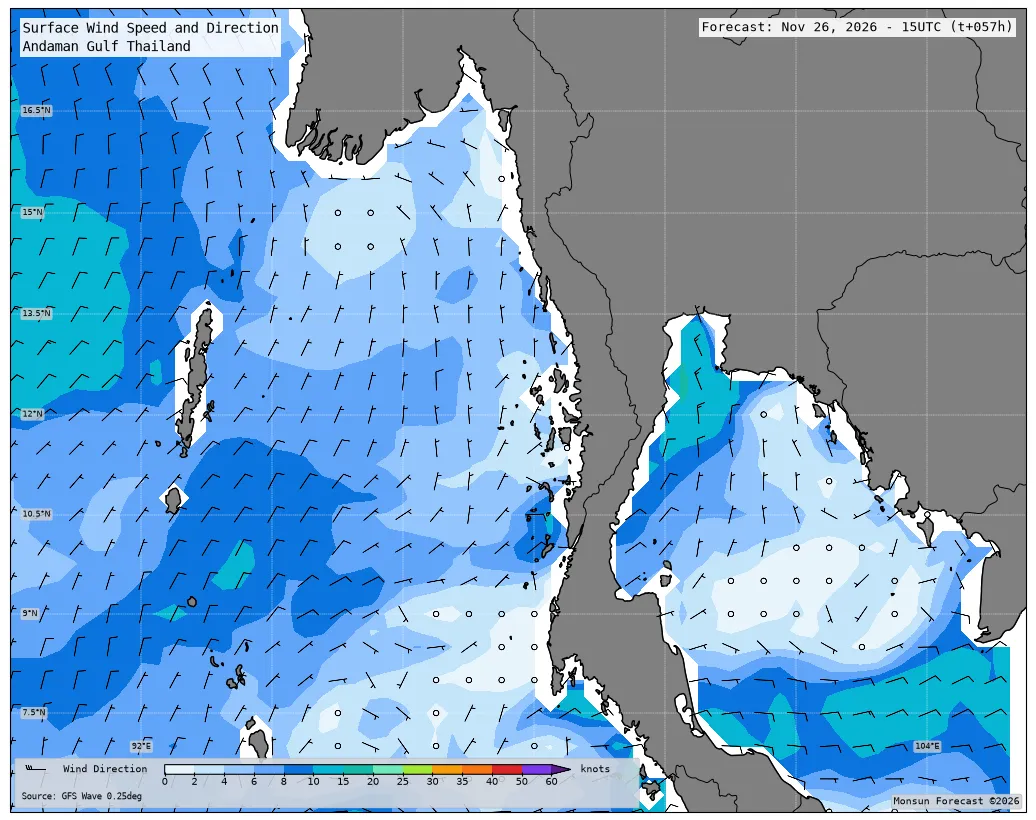 Surface Wind Speed and Direction
Andaman Gulf Thailand
Forecast: Nov 26, 2026 - 15UTC (t+057h)
16.5°N
15°N
13.5°N
12°N
10.5°N
9°N
7.5°N
92°E
104°E
Wind Direction
0 2 4 6 8 10 15 20 25 30 35 40 50 60
knots
Source: GFS Wave 0.25deg
Monsun Forecast ©2026